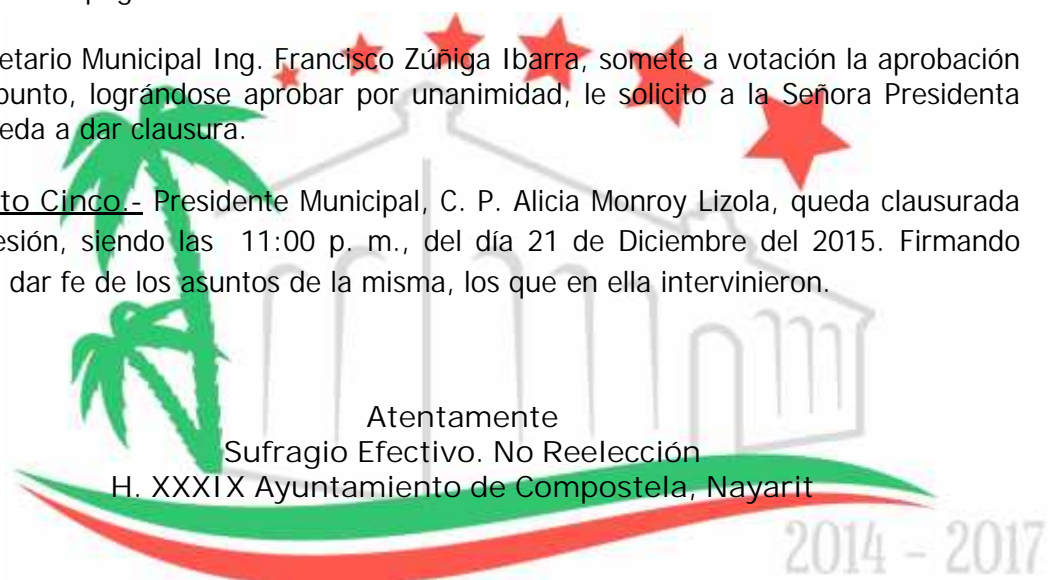 etario Municipal Ing. Francisco Zúñiga Ibarra, somete a votación la aprobación
punto, lográndose aprobar por unanimidad, le solicito a la Señora Presidenta
eda a dar clausura.
to Cinco.- Presidente Municipal, C. P. Alicia Monroy Lizola, queda clausurada
esión, siendo las 11:00 p. m., del día 21 de Diciembre del 2015. Firmando
dar fe de los asuntos de la misma, los que en ella intervinieron.
Atentamente
Sufragio Efectivo. No Reelección
H. XXXIX Ayuntamiento de Compostela, Nayarit
2014 - 2017